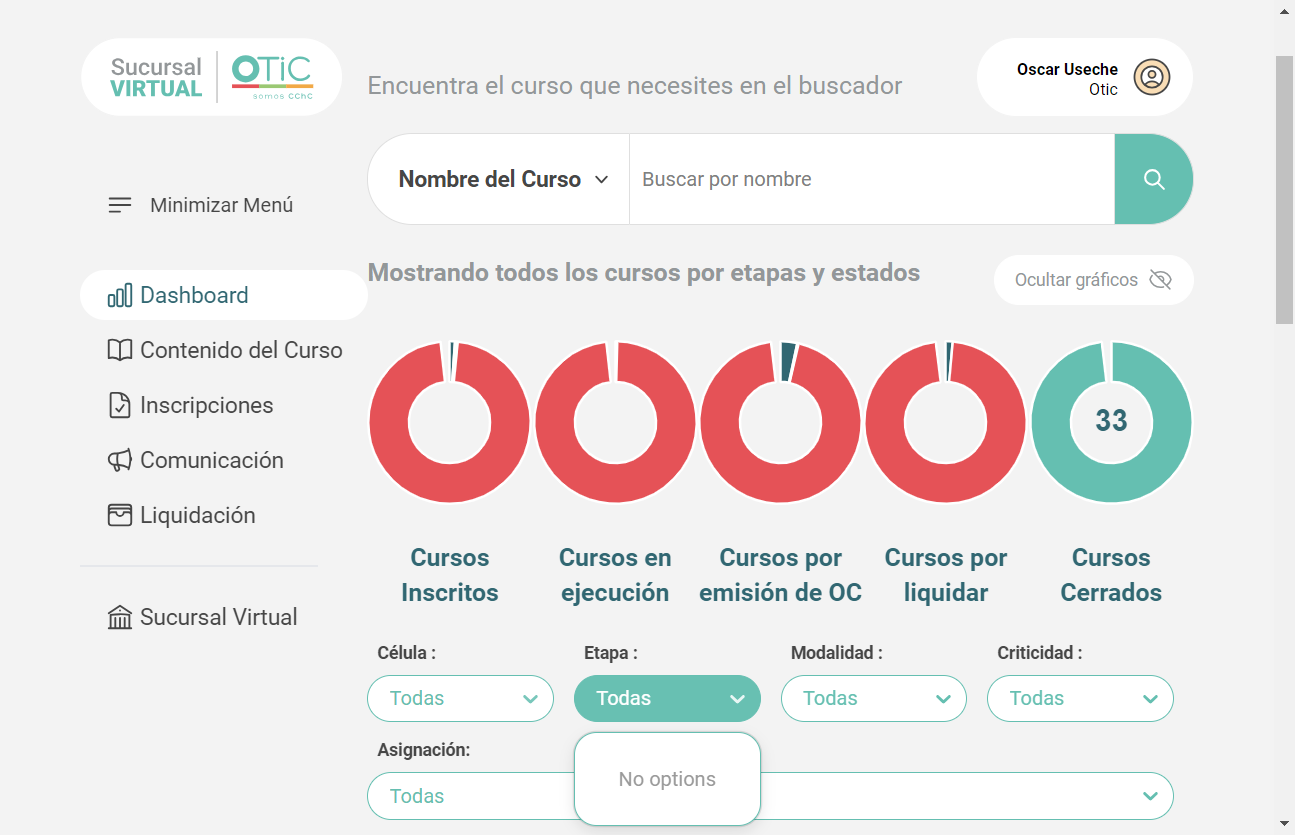 Sucursal
VIRTUAL
OTiC
somos CChC
Encuentra el curso que necesites en el buscador
Oscar Useche
Otic
Minimizar Menú
Nombre del Curso
Buscar por nombre
Mostrando todos los cursos por etapas y estados
Ocultar gráficos
Dashboard
Contenido del Curso
Inscripciones
Comunicación
Liquidación
Sucursal Virtual
33
Cursos
Inscritos
Cursos en
ejecución
Cursos por
emisión de OC
Cursos por
liquidar
Cursos
Cerrados
Célula :
Etapa :
Modalidad :
Criticidad :
Todas
Todas
Todas
Todas
Asignación:
Todas
No options